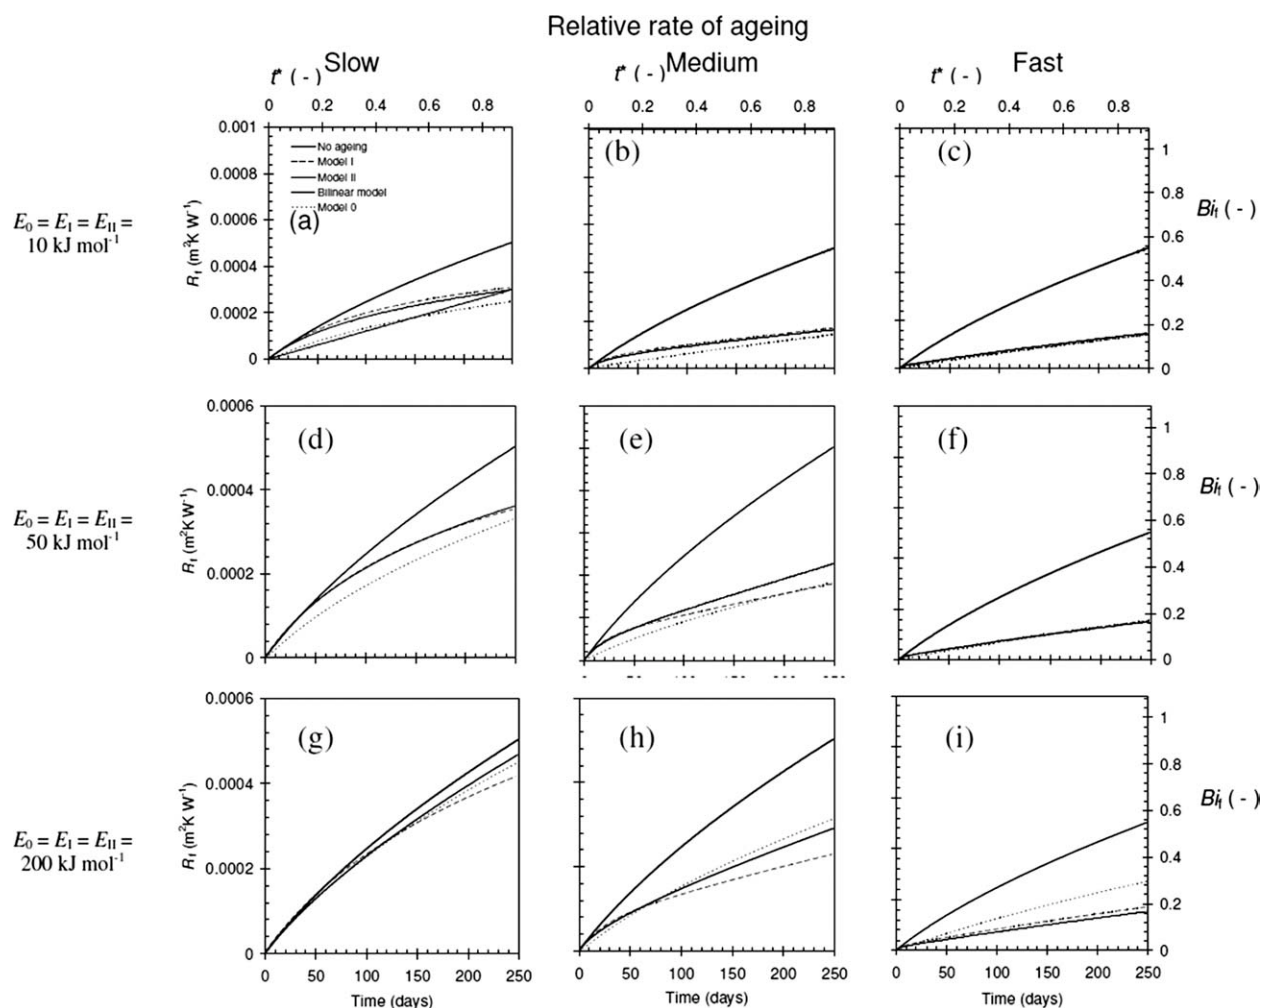 Relative rate of ageing
Slow
Medium
Fast
t* ( - )
t* ( - )
t* ( - )
0 0.2 0.4 0.6 0.8
0 0.2 0.4 0.6 0.8
0 0.2 0.4 0.6 0.8
E0 = EI = EII =
10 kJ mol-1
Rf (m2K W-1)
0.001
0.0008
0.0006
0.0004
0.0002
0
No ageing
Model I
Model II
Bilinear model
Model 0
(a)
(b)
(c)
1
0.8
0.6
0.4
0.2
0
Bif ( - )
E0 = EI = EII =
50 kJ mol-1
Rf (m2KW-1)
0.0006
0.0004
0.0002
0
(d)
(e)
(f)
1
0.8
0.6
0.4
0.2
0
Bif ( - )
E0 = EI = EII =
200 kJ mol-1
Rf (m2K W-1)
0.0006
0.0004
0.0002
0
(g)
(h)
(i)
1
0.8
0.6
0.4
0.2
0
Bif ( - )
0 50 100 150 200 250
0 50 100 150 200 250
0 50 100 150 200 250
Time (days)
Time (days)
Time (days)